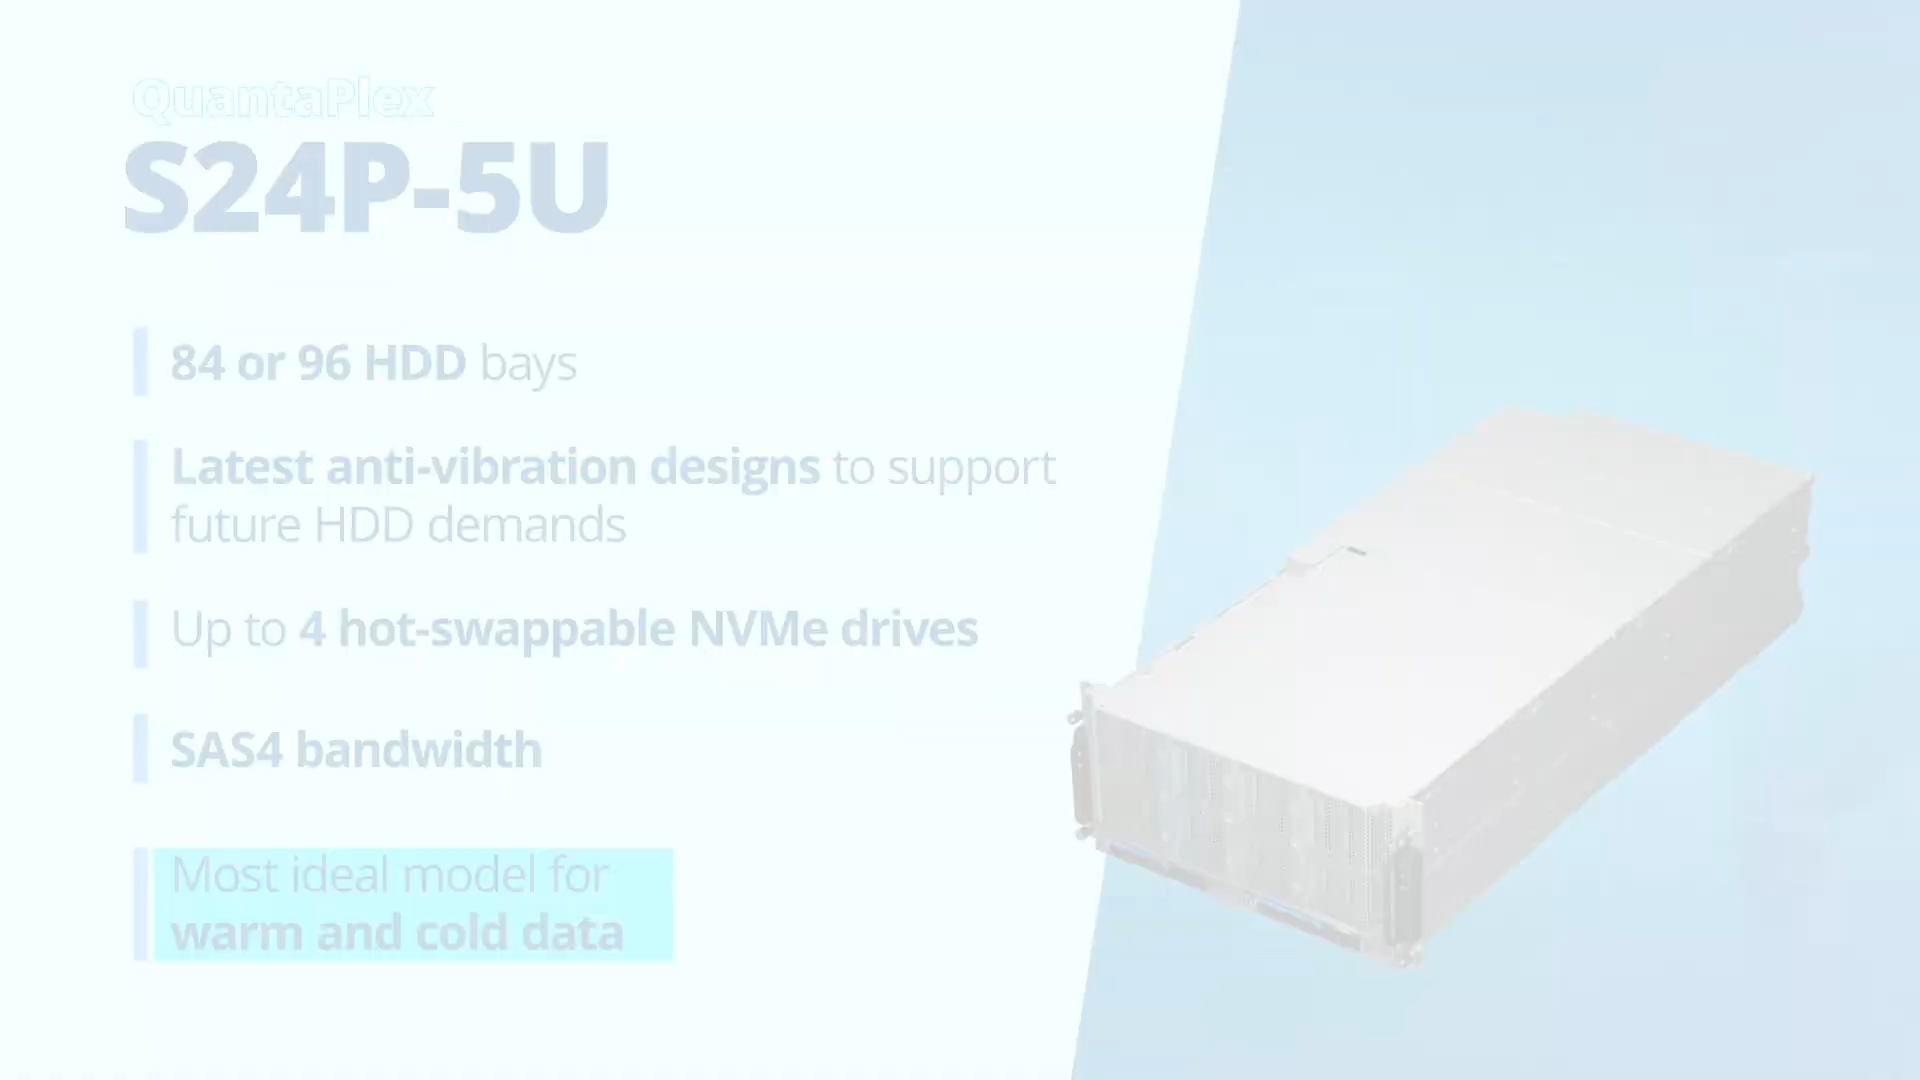 QuantaPlex
S24P-5U
84 or 96 HDD bays
Latest anti-vibration designs to support
future HDD demands
Up to 4 hot-swappable NVMe drives
SAS4 bandwidth
Most ideal model for
warm and cold data